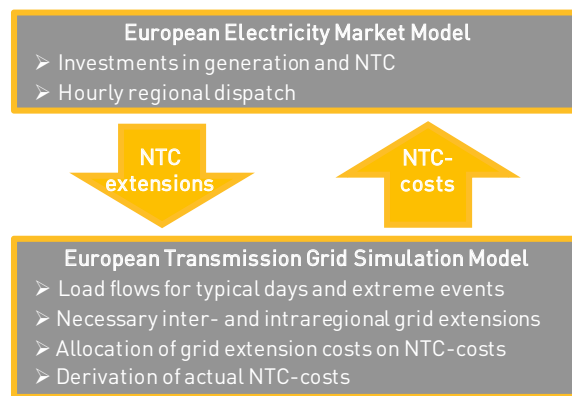 European Electricity Market Model
➢ Investments in generation and NTC
➢ Hourly regional dispatch
NTC
extensions
NTC-
costs
European Transmission Grid Simulation Model
➢ Load flows for typical days and extreme events
➢ Necessary inter- and intraregional grid extensions
➢ Allocation of grid extension costs on NTC-costs
➢ Derivation of actual NTC-costs